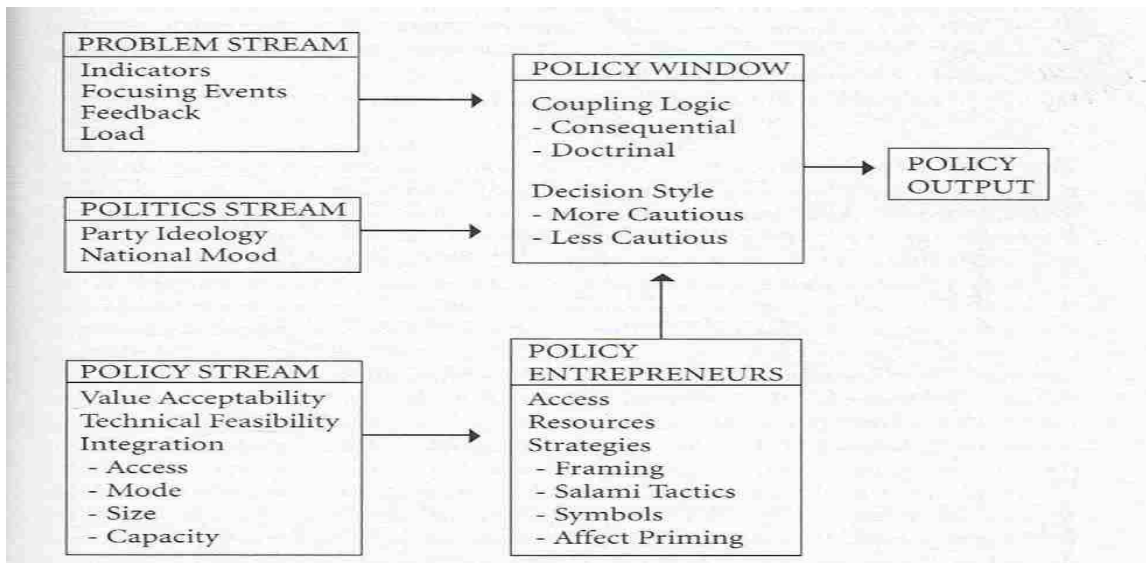 PROBLEM STREAM
Indicators
Focusing Events
Feedback
Load
POLITICS STREAM
Party Ideology
National Mood
POLICY STREAM
Value Acceptability
Technical Feasibility
Integration
- Access
- Mode
- Size
- Capacity
POLICY WINDOW
Coupling Logic
- Consequential
- Doctrinal
Decision Style
- More Cautious
- Less Cautious
POLICY
ENTREPRENEURS
Access
Resources
Strategies
- Framing
- Salami Tactics
- Symbols
- Affect Priming
POLICY
OUTPUT